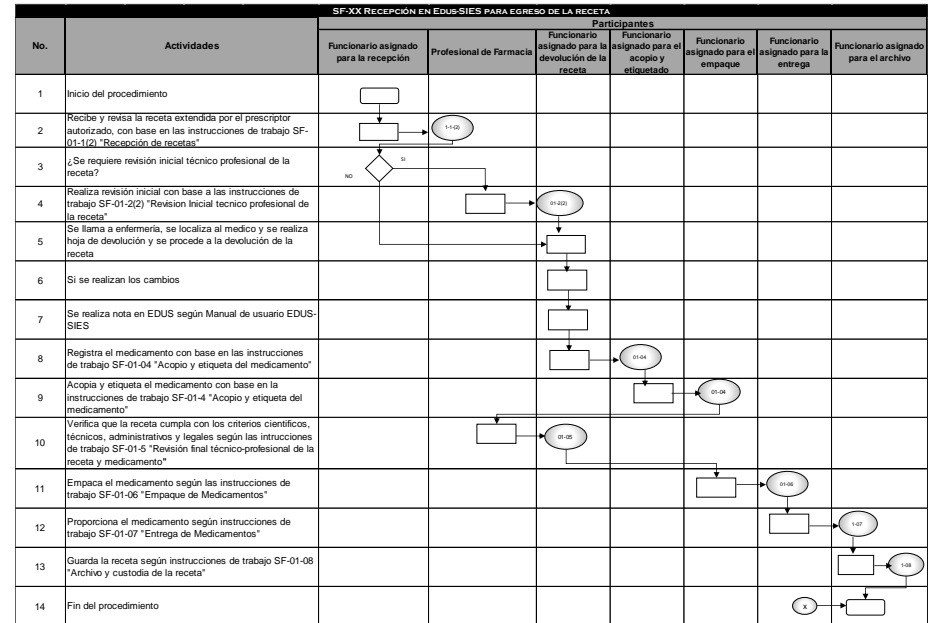 SF-XX RECEPCIÓN EN EDUS-SIES PARA EGRESO DE LA RECETA
Participantes
No.
Actividades
Funcionario asignado
para la recepción
Profesional de Farmacia
Funcionario
asignado para la
devolución de la
receta
Funcionario
asignado para el
acopio y
etiquetado
Funcionario
asignado para el
empaque
Funcionario
asignado para la
entrega
Funcionario asignado
para el archivo
1
Inicio del procedimiento
2
Recibe y revisa la receta extendida por el prescriptor
autorizado, con base en las instrucciones de trabajo SF-
01-1(2) "Recepción de recetas"
1-1-(2)
3
¿Se requiere revisión inicial técnico profesional de la
receta?
SI
NO
4
Realiza revisión inicial con base a las instrucciones de
trabajo SF-01-2(2) "Revision Inicial tecnico profesional de
la receta"
01-2(2)
5
Se llama a enfermería, se localiza al medico y se realiza
hoja de devolución y se procede a la devolución de la
receta
6
Si se realizan los cambios
7
Se realiza nota en EDUS según Manual de usuario EDUS-
SIES
8
Registra el medicamento con base en las instrucciones
de trabajo SF-01-04 "Acopio y etiqueta del medicamento"
01-04
9
Acopia y etiqueta el medicamento con base en la
instrucciones de trabajo SF-01-4 "Acopio y etiqueta del
medicamento"
01-04
10
Verifica que la receta cumpla con los criterios cientificos,
técnicos, administrativos y legales según las intrucciones
de trabajo SF-01-5 "Revisión final técnico-profesional de la
receta y medicamento"
01-05
11
Empaca el medicamento según las instrucciones de
trabajo SF-01-06 "Empaque de Medicamentos"
01-06
12
Proporciona el medicamento según instrucciones de
trabajo SF-01-07 "Entrega de Medicamentos"
1-07
13
Guarda la receta según instrucciones de trabajo SF-01-08
"Archivo y custodia de la receta"
1-08
14
Fin del procedimiento
X